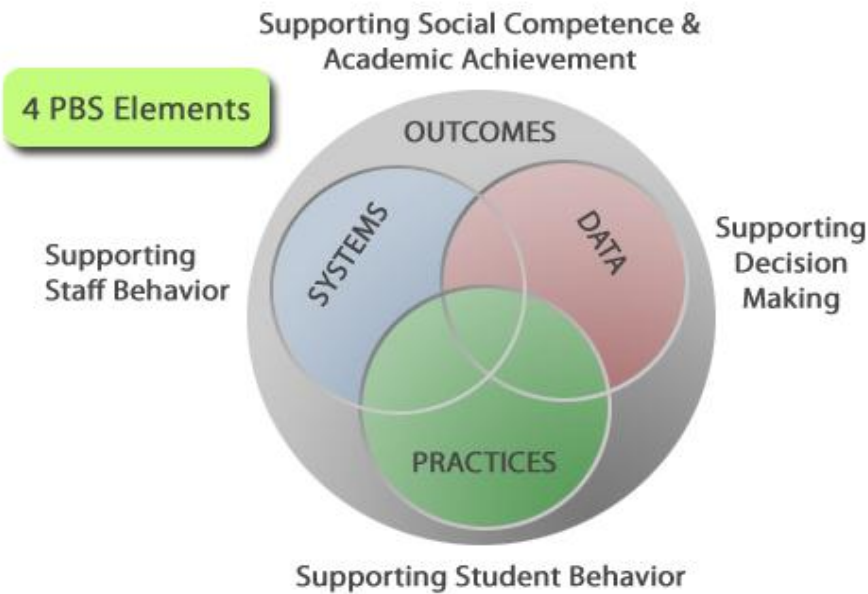 Supporting Social Competence &
Academic Achievement
4 PBS Elements
OUTCOMES
SYSTEMS
DATA
Supporting
Staff Behavior
Supporting
Decision
Making
PRACTICES
Supporting Student Behavior